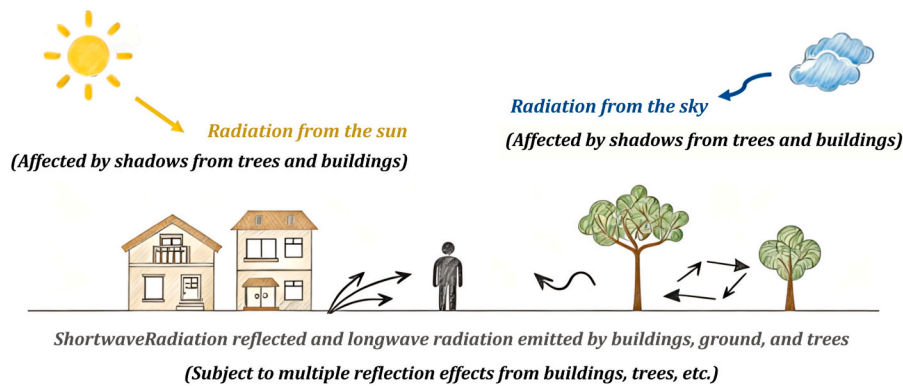 Radiation from the sun
(Affected by shadows from trees and buildings)
Radiation from the sky
(Affected by shadows from trees and buildings)
ShortwaveRadiation reflected and longwave radiation emitted by buildings, ground, and trees
(Subject to multiple reflection effects from buildings, trees, etc.)